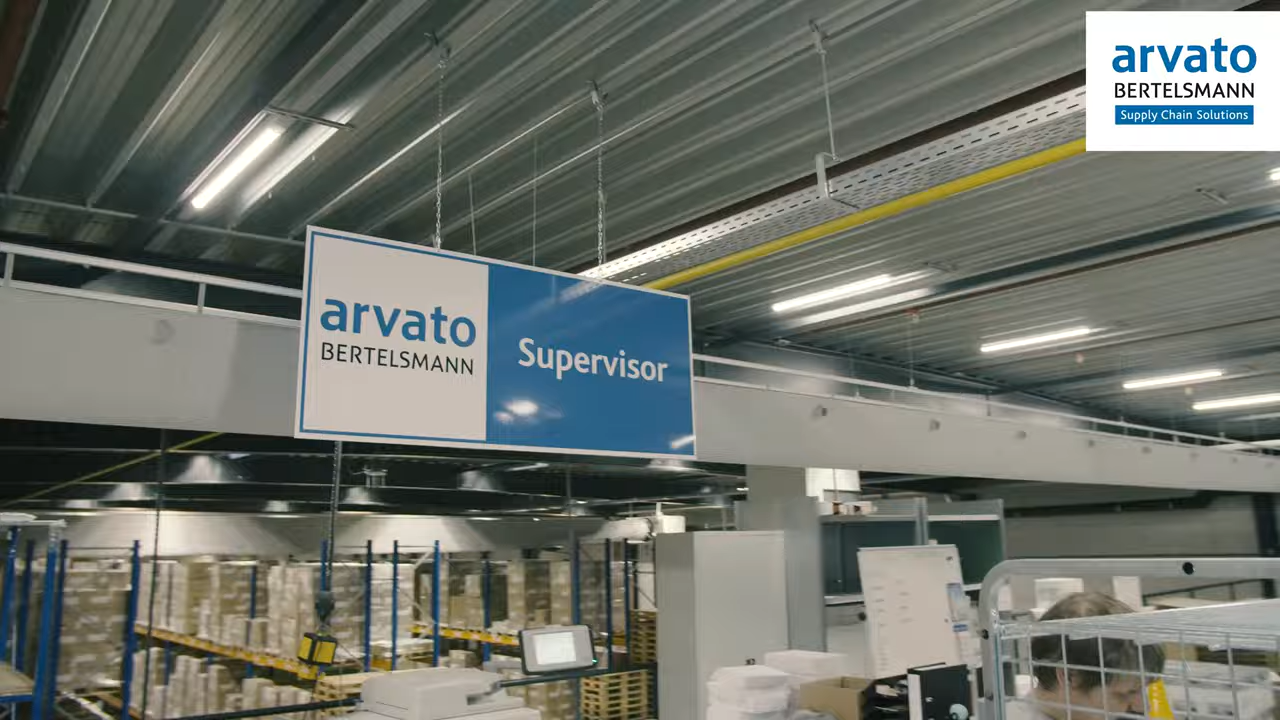 arvato
BERTELSMANN
Supply Chain Solutions
arvato
BERTELSMANN
Supervisor